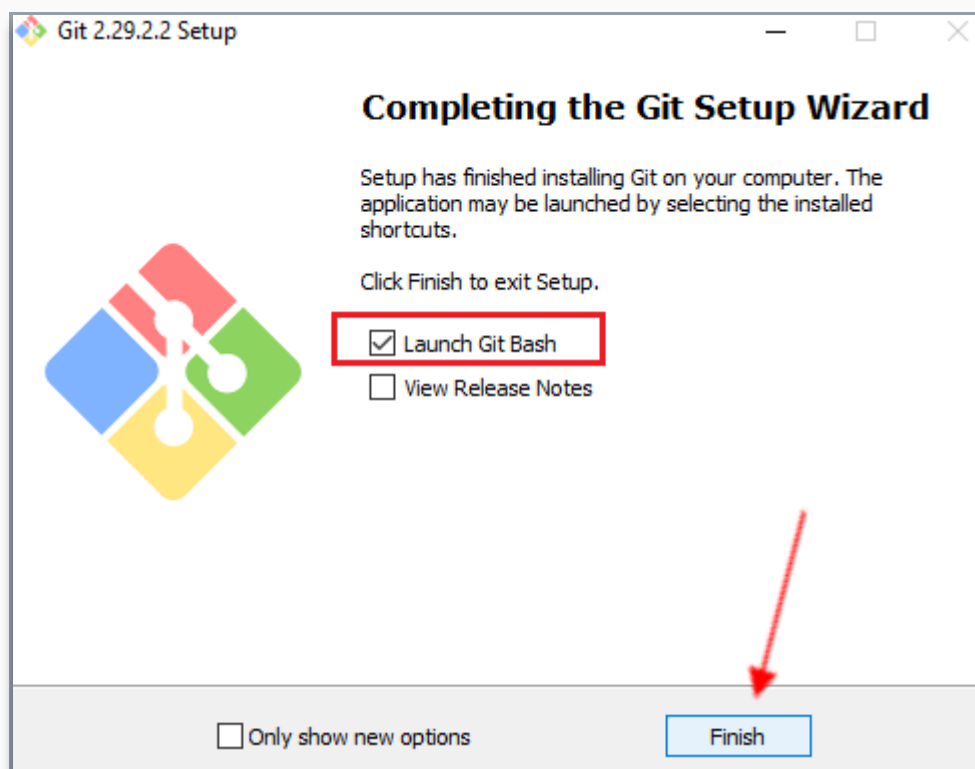 Git 2.29.2.2 Setup
Completing the Git Setup Wizard
Setup has finished installing Git on your computer. The
application may be launched by selecting the installed
shortcuts.
Click Finish to exit Setup.
Launch Git Bash
View Release Notes
Only show new options
Finish